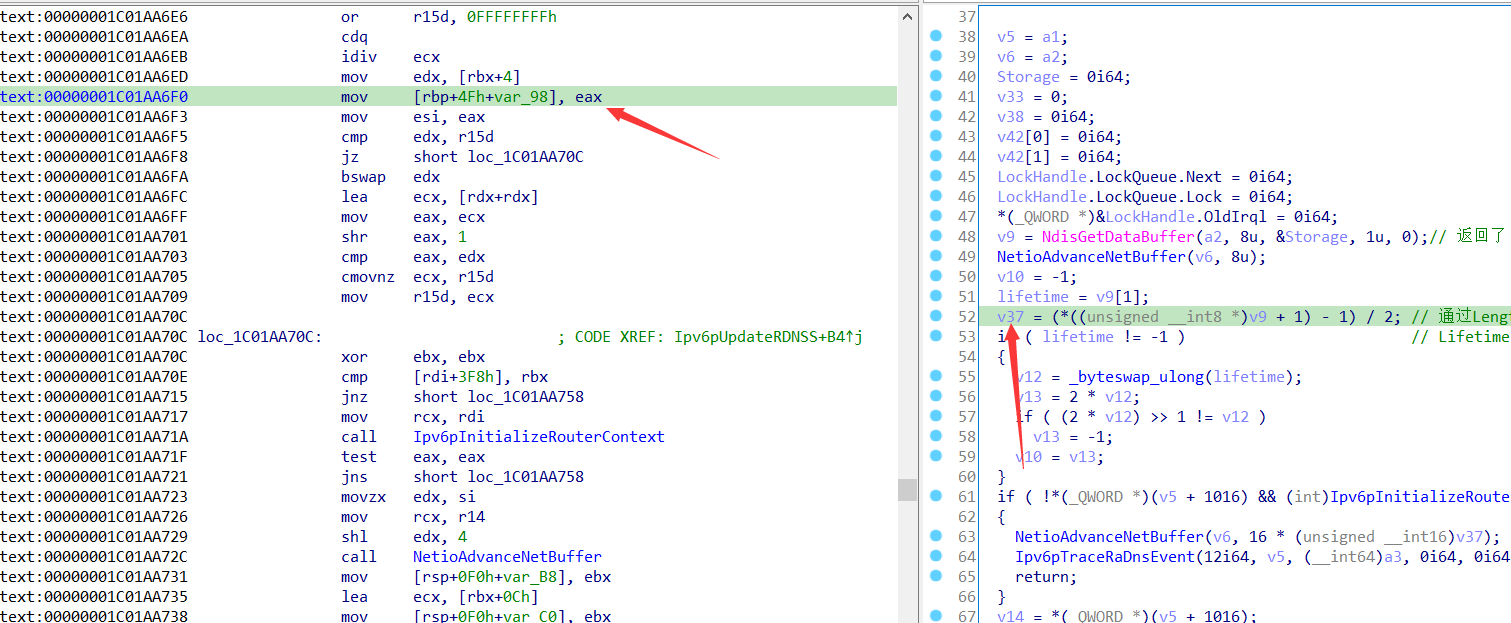 text:00000001C01AA6E6 or r15d, 0FFFFFFFFh
text:00000001C01AA6EA cdq
text:00000001C01AA6EB idiv ecx
text:00000001C01AA6ED mov edx, [rbx+4]
text:00000001C01AA6F0 mov [rbp+4Fh+var_98], eax
text:00000001C01AA6F3 mov esi, eax
text:00000001C01AA6F5 cmp edx, r15d
text:00000001C01AA6F8 jz short loc_1C01AA70C
text:00000001C01AA6FA bswap edx
text:00000001C01AA6FC lea ecx, [rdx+rdx]
text:00000001C01AA6FF mov eax, ecx
text:00000001C01AA701 shr eax, 1
text:00000001C01AA703 cmp eax, edx
text:00000001C01AA705 cmovnz ecx, r15d
text:00000001C01AA709 mov r15d, ecx
text:00000001C01AA70C
text:00000001C01AA70C loc_1C01AA70C: ; CODE XREF: Ipv6pUpdateRDNSS+B4↑j
text:00000001C01AA70C xor ebx, ebx
text:00000001C01AA70E cmp [rdi+3F8h], rbx
text:00000001C01AA715 jnz short loc_1C01AA758
text:00000001C01AA717 mov rcx, rdi
text:00000001C01AA71A call Ipv6pInitializeRouterContext
text:00000001C01AA71F test eax, eax
text:00000001C01AA721 jns short loc_1C01AA758
text:00000001C01AA723 movzx edx, si
text:00000001C01AA726 mov rcx, r14
text:00000001C01AA729 shl edx, 4
text:00000001C01AA72C call NetioAdvanceNetBuffer
text:00000001C01AA731 mov [rsp+0F0h+var_B8], ebx
text:00000001C01AA735 lea ecx, [rbx+0Ch]
text:00000001C01AA738 mov [rsp+0F0h+var_C0], ebx
37
38 v5 = a1;
39 v6 = a2;
40 Storage = 0i64;
41 v33 = 0;
42 v38 = 0i64;
43 v42[0] = 0i64;
44 v42[1] = 0i64;
45 LockHandle.LockQueue.Next = 0i64;
46 LockHandle.LockQueue.Lock = 0i64;
47 *(_QWORD *)&LockHandle.OldIrql = 0i64;
48 v9 = NdisGetDataBuffer(a2, 8u, &Storage, 1u, 0);// 返回了
49 NetioAdvanceNetBuffer(v6, 8u);
50 v10 = -1;
51 lifetime = v9[1];
52 v37 = (*((unsigned __int8 *)v9 + 1) - 1) / 2; // 通过Leng
53 i ( lifetime != -1 ) // Lifetime
54 {
55 v12 = _byteswap_ulong(lifetime);
56 v13 = 2 * v12;
57 if ( (2 * v12) >> 1 != v12 )
58 v13 = -1;
59 v10 = v13;
60 }
61 if ( !*(_QWORD *)(v5 + 1016) && (int)Ipv6pInitializeRoute
62 {
63 NetioAdvanceNetBuffer(v6, 16 * (unsigned __int16)v37);
64 Ipv6pTraceRaDnsEvent(12i64, v5, (__int64)a3, 0i64, 0i64
65 return;
66 }
67 v14 = *(_QWORD *)(v5 + 1016);